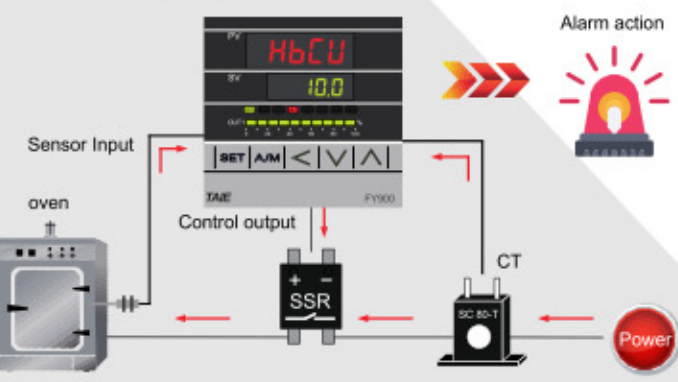 Alarm action
PV
HbCU
SV
10.0
OUT1
%
Sensor Input
SET A/M
TAIE
FY900
oven
Control output
CT
+ -
SSR
SC 80-T
Power